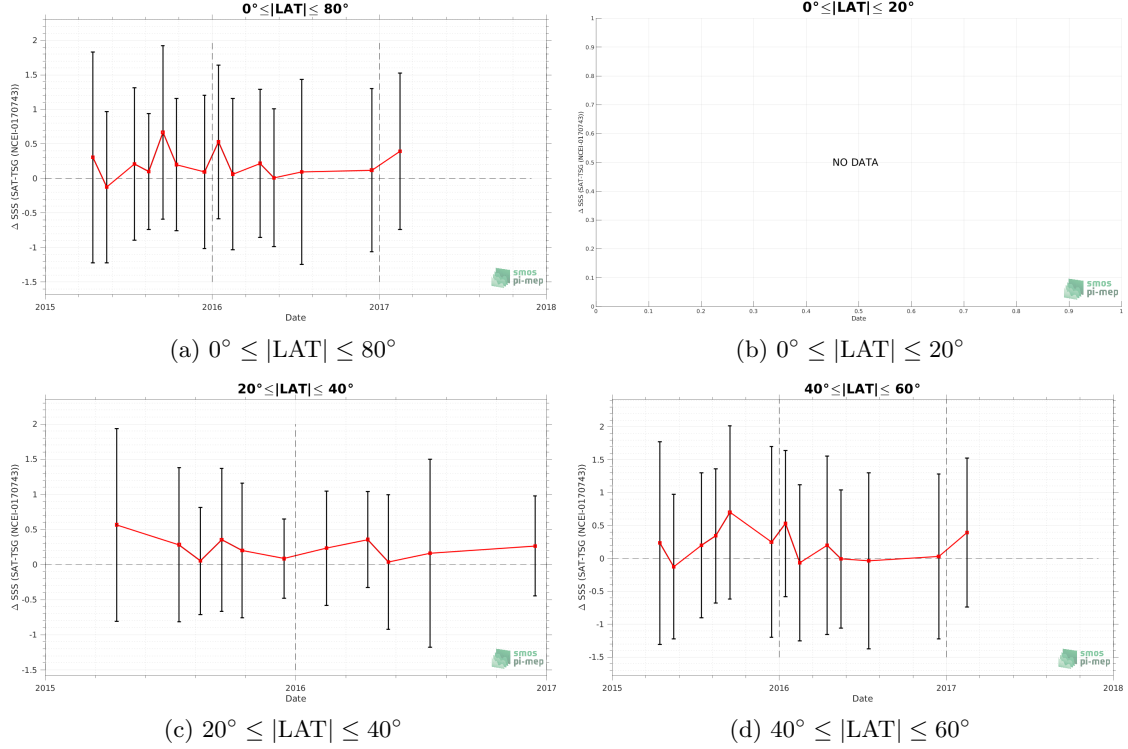 0°≤|LAT|≤ 80°
Δ SSS (SAT-TSG (NCEI-0170743))
2
1.5
1
0.5
0
-0.5
-1
-1.5
2015
2016
2017
2018
Date
smos
pi-mep
(a) 0° ≤ |LAT| ≤ 80°
0°≤|LAT|≤ 20°
Δ SSS (SAT-TSG (NCEI-0170743))
1
0.9
0.8
0.7
0.6
0.5
0.4
0.3
0.2
0.1
0
NO DATA
0
0.1
0.2
0.3
0.4
0.5
0.6
0.7
0.8
0.9
1
Date
smos
pi-mep
(b) 0° ≤ |LAT| ≤ 20°
20°≤|LAT|≤ 40°
Δ SSS (SAT-TSG (NCEI-0170743))
2
1.5
1
0.5
0
-0.5
-1
-1.5
2015
2016
2017
Date
smos
pi-mep
(c) 20° ≤ |LAT| ≤ 40°
40°≤|LAT|≤ 60°
Δ SSS (SAT-TSG (NCEI-0170743))
2
1.5
1
0.5
0
-0.5
-1
-1.5
2015
2016
2017
2018
Date
smos
pi-mep
(d) 40° ≤ |LAT| ≤ 60°